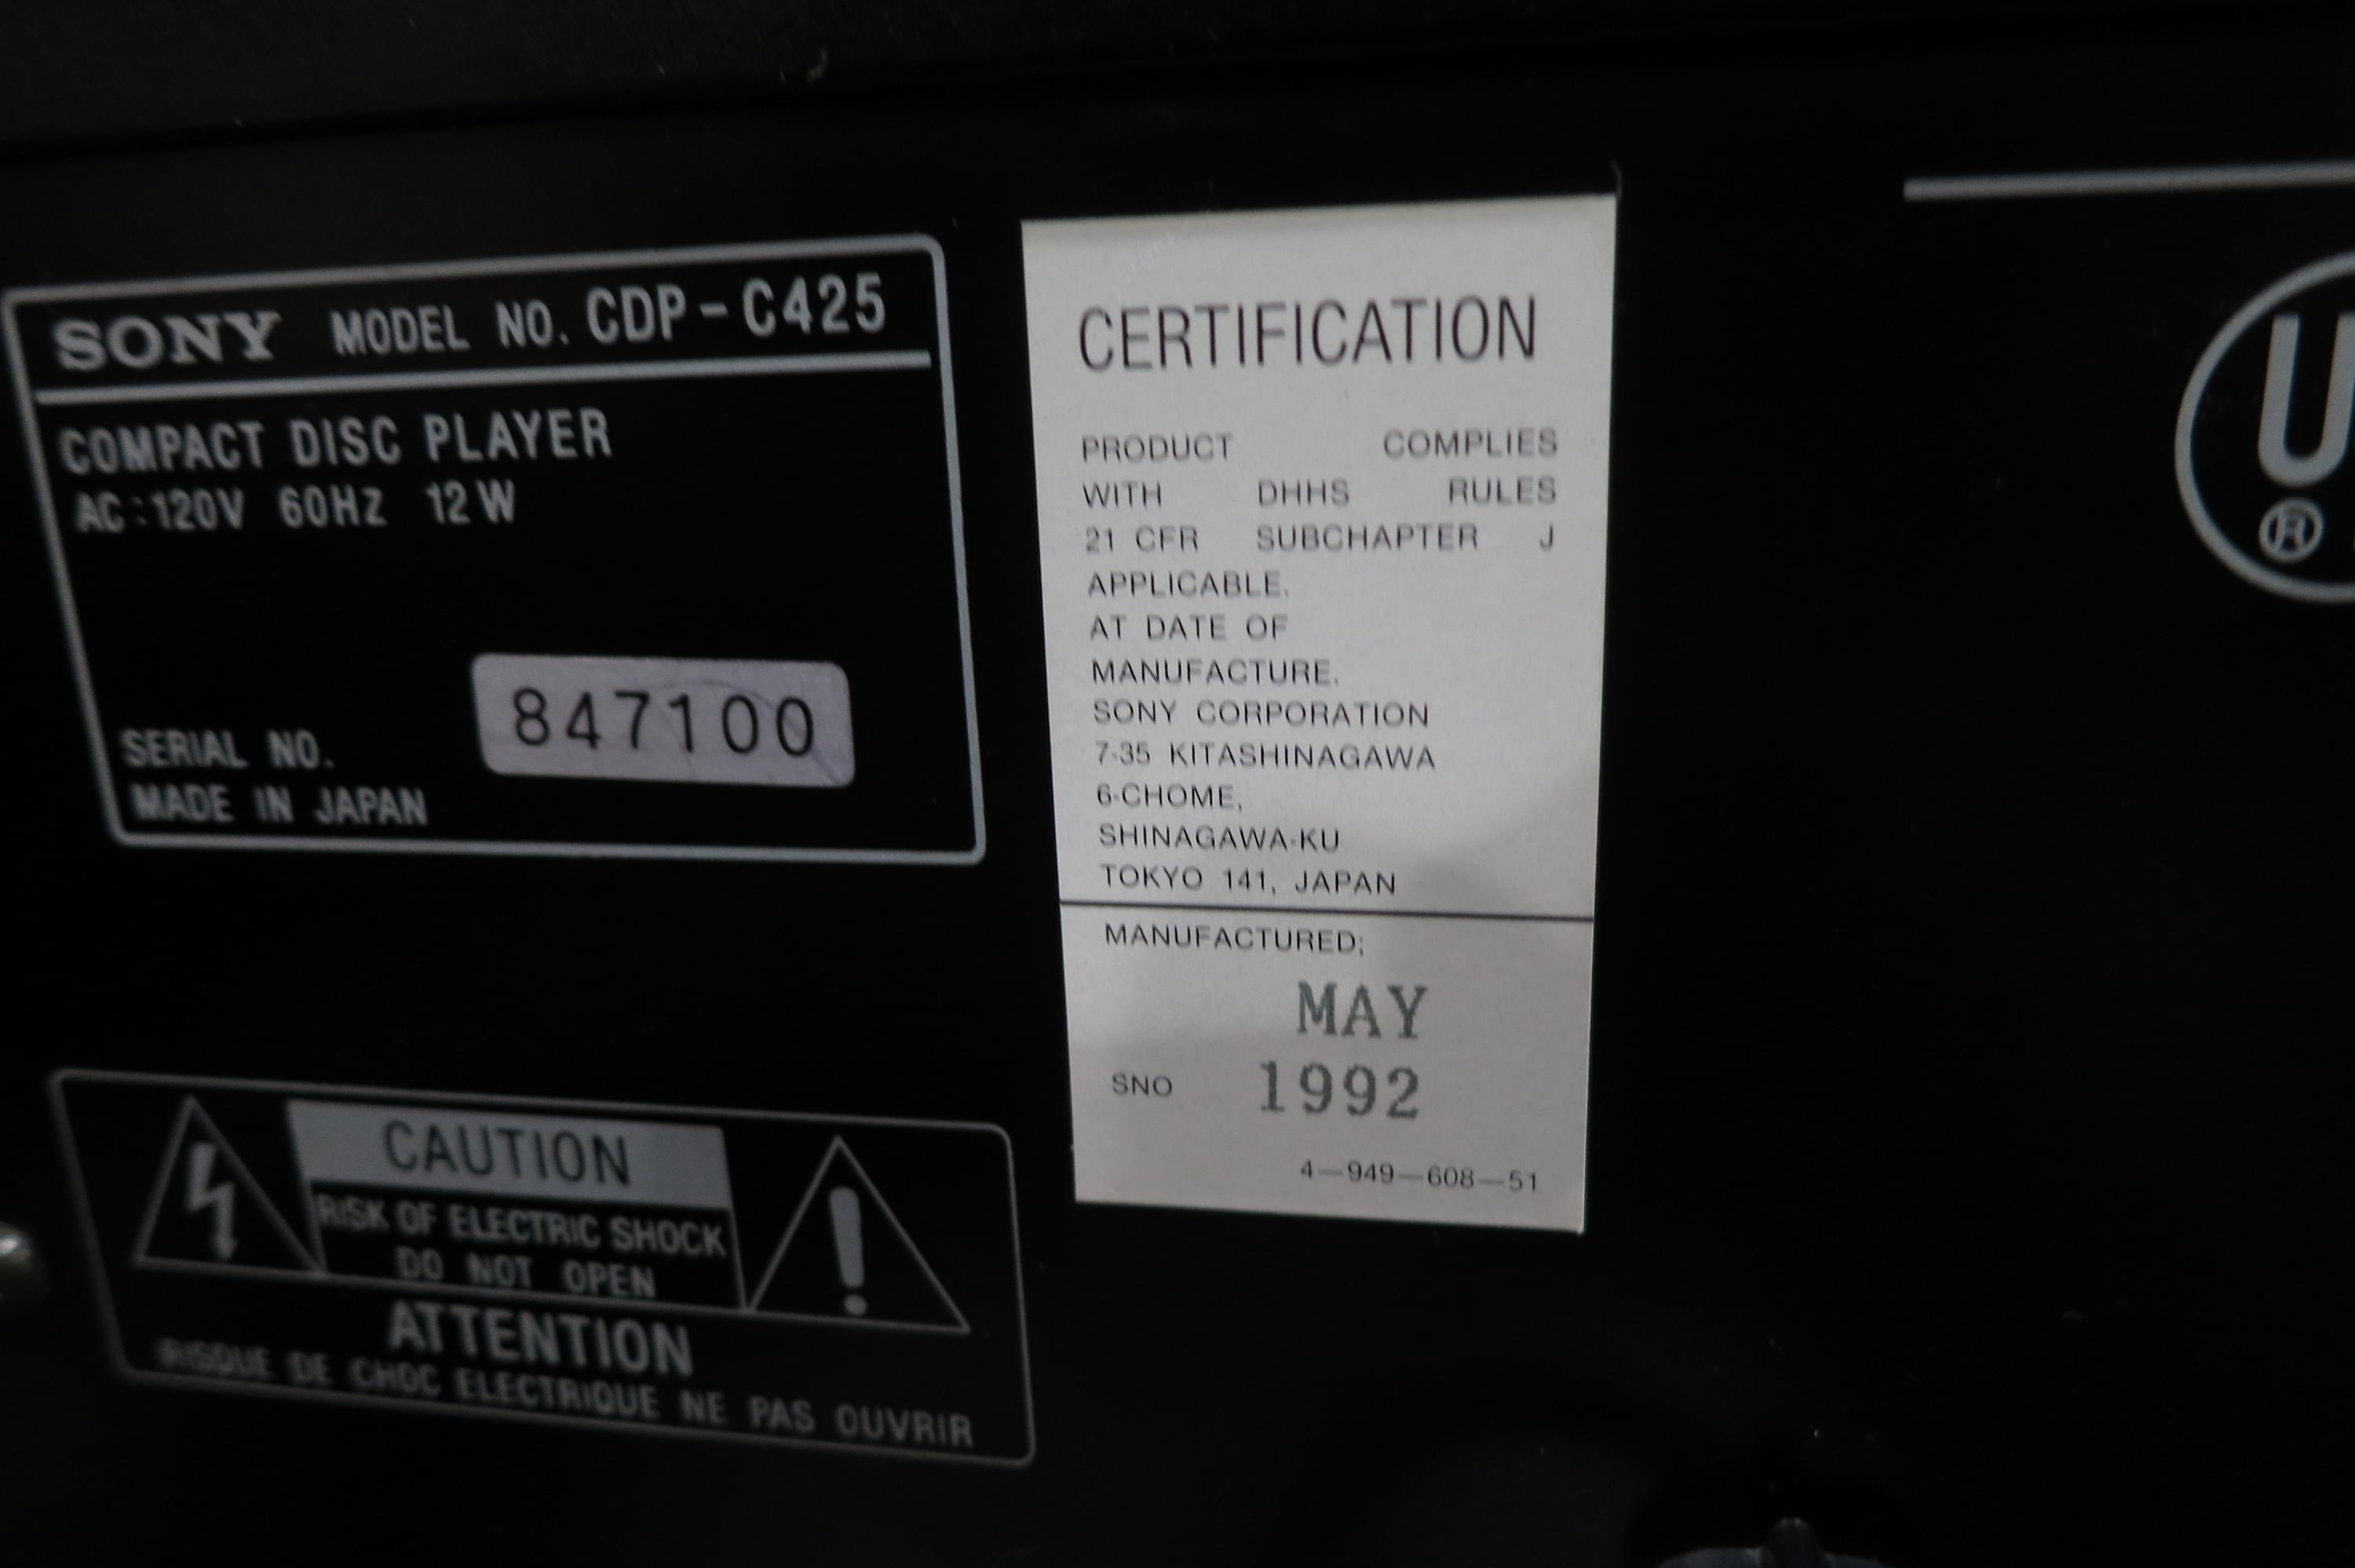 SONY MODEL NO. CDP-C425
COMPACT DISC PLAYER
AC:120V 60HZ 12W
SERIAL NO. 847100
MADE IN JAPAN
CAUTION
RISK OF ELECTRIC SHOCK
DO NOT OPEN
ATTENTION
RISQUE DE CHOC ELECTRIQUE NE PAS OUVRIR
CERTIFICATION
PRODUCT COMPLIES
WITH DHHS RULES
21 CFR SUBCHAPTER J
APPLICABLE.
AT DATE OF
MANUFACTURE.
SONY CORPORATION
7-35 KITASHINAGAWA
6-CHOME,
SHINAGAWA-KU
TOKYO 141, JAPAN
MANUFACTURED;
MAY
SNO 1992
4—949—608—51
U
®